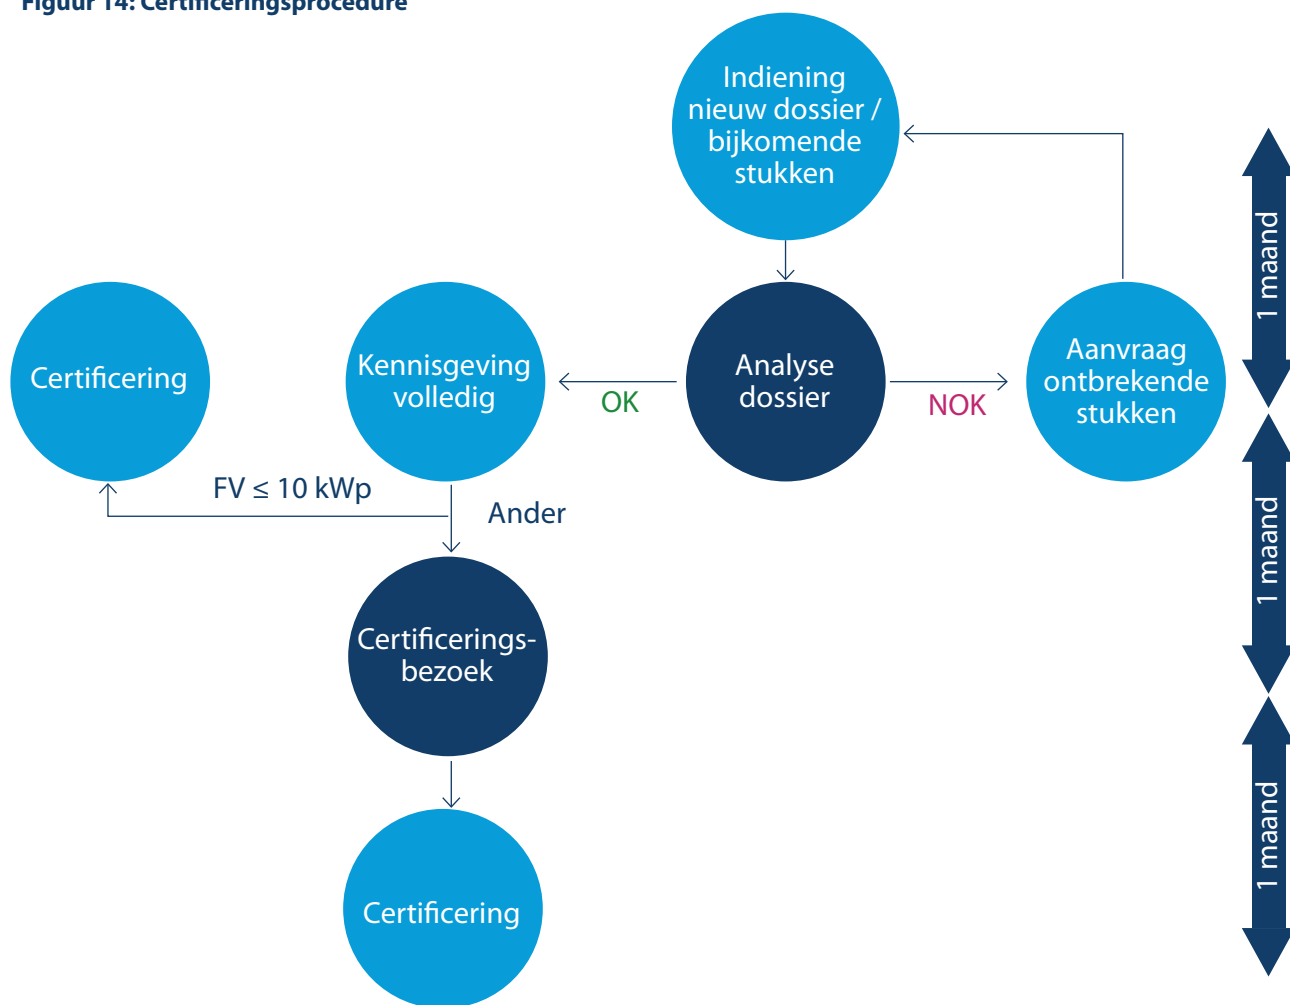 Figuur 14: Certificeringsprocedure
Indiening
nieuw dossier /
bijkomende
stukken
1 maand
Certificering
Kennisgeving
volledig
OK
Analyse
dossier
NOK
Aanvraag
ontbrekende
stukken
FV ≤ 10 kWp
Ander
1 maand
Certificerings-
bezoek
1 maand
Certificering